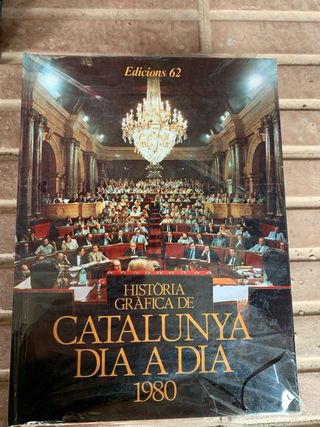 Edicions 62
HISTÒRIA
GRÀFICA DE
CATALUNYA
DIA A DIA
1980